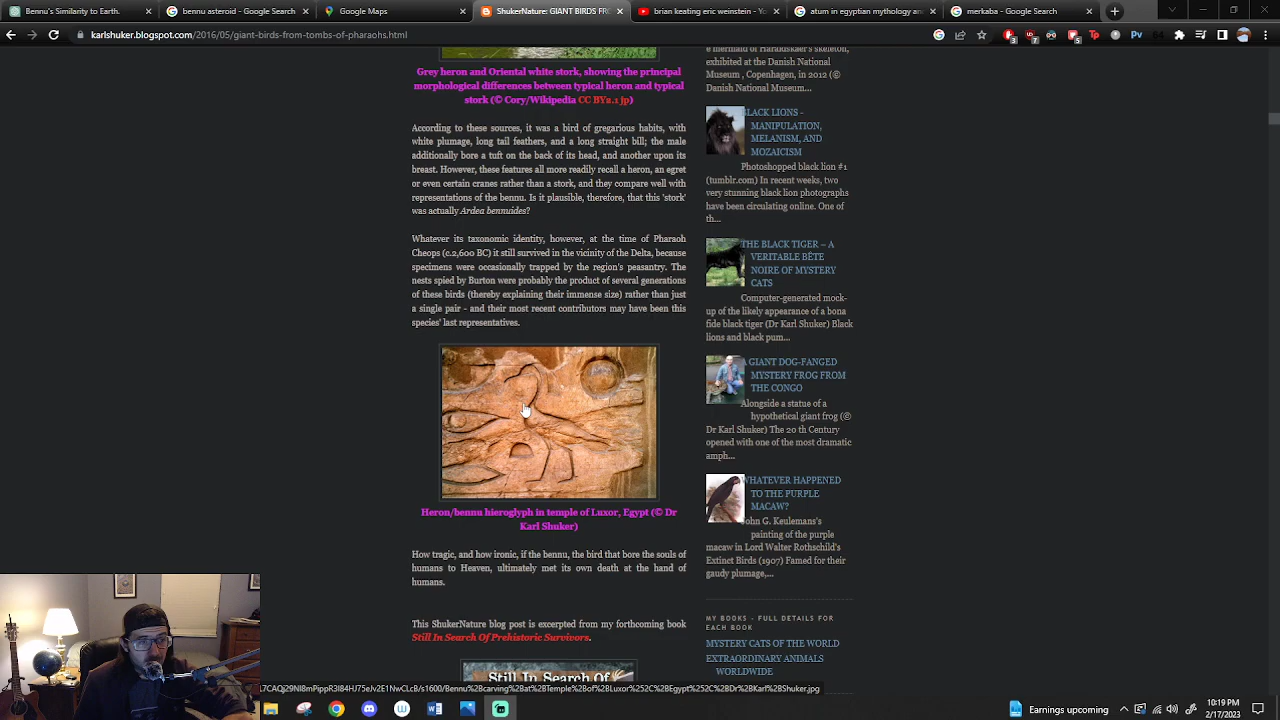 Bennu in Search of Earth.
gary renard - Google Search
Google Maps
egyptian mythology
merkaba - Google Search
karlshuker.blogspot.com/2016/05/giant-birds-from-tombs-of-pharaohs.html
Grey heron and Oriental white stork, showing the principal
morphological differences between typical heron and typical
stork (© Cory/Wikipedia CC BY2.1 jp)
According to these sources, it was a bird of gregarious habits, with
white plumage, long tail feathers, and a long straight bill; the male
additionally bore a tuft on the back of its head, and another upon its
breast. However, these features all more readily recall a heron, an egret
or even certain cranes rather than a stork, and they compare well with
representations of the bennu. Is it plausible, therefore, that this 'stork'
was actually Ardea bennuides?
Whatever its taxonomic identity, however, at the time of Pharaoh
Cheops (c.2,600 BC) it still survived in the vicinity of the Delta, because
specimens were occasionally trapped by the region's peasantry. The
nests spied by Burton were probably the product of several generations
of these birds (thereby explaining their immense size) rather than just
a single pair - and their most recent contributors may have been this
species' last representatives.
Heron/bennu hieroglyph in temple of Luxor, Egypt (© Dr
Karl Shuker)
How tragic, and how ironic, if the bennu, the bird that bore the souls of
humans to Heaven, ultimately met its own death at the hand of
humans.
This ShukerNature blog post is excerpted from my forthcoming book
Still In Search Of Prehistoric Survivors.
Still In Search Of
e mermaid of Haraldskaer's skeleton,
exhibited at the Danish National
Museum , Copenhagen, in 2012 (©
Danish National Museum...
BLACK LIONS -
MANIPULATION,
MELANISM, AND
MOZAICISM
Photoshopped black lion #1
(tumblr.com) In recent weeks, two
very stunning black lion photographs
have been circulating online. One of
th...
THE BLACK TIGER – A
VERITABLE BÊTE
NOIRE OF MYSTERY
CATS
Computer-generated mock-
up of the likely appearance of a bona
fide black tiger (Dr Karl Shuker) Black
lions and black pum...
A GIANT DOG-FANGED
MYSTERY FROG FROM
THE CONGO
Alongside a statue of a
hypothetical giant frog (©
Dr Karl Shuker) The 20 th Century
opened with one of the most dramatic
amph...
WHATEVER HAPPENED
TO THE PURPLE
MACAW?
John G. Keulemans's
painting of the purple
macaw in Lord Walter Rothschild's
Extinct Birds (1907) Famed for their
gaudy plumage,...
MY BOOKS - FULL DETAILS FOR
EACH BOOK
MYSTERY CATS OF THE WORLD
EXTRAORDINARY ANIMALS
WORLDWIDE
10:19 PM
2/17/2023